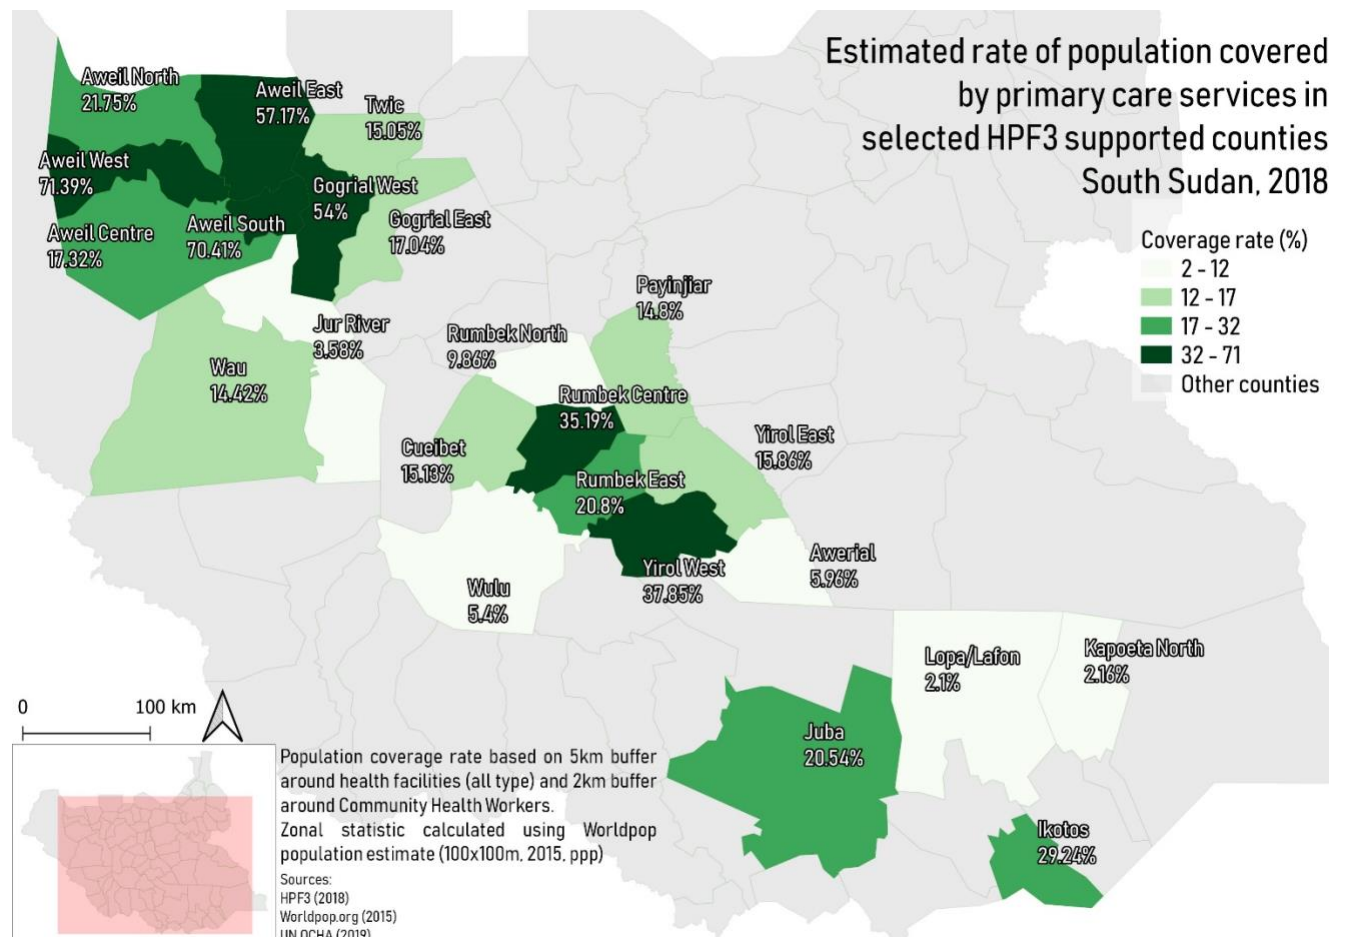 Estimated rate of population covered
by primary care services in
selected HPF3 supported counties
South Sudan, 2018
Coverage rate (%)
2 - 12
12 - 17
17 - 32
32 - 71
Other counties
Aweil North
21.75%
Aweil East
57.17%
Twic
15.05%
Aweil West
71.39%
Gogrial West
54%
Aweil Centre
17.32%
Aweil South
70.41%
Gogrial East
17.04%
Jur River
3.58%
Wau
14.42%
Payinjiar
14.8%
Rumbek North
9.86%
Rumbek Centre
35.19%
Cueibet
15.13%
Yirol East
15.86%
Rumbek East
20.8%
Awerial
5.96%
Yirol West
37.85%
Wulu
5.4%
Lopa/Lafon
2.1%
Kapoeta North
2.16%
Juba
20.54%
Ikotos
29.24%
0 100 km
Population coverage rate based on 5km buffer
around health facilities (all type) and 2km buffer
around Community Health Workers.
Zonal statistic calculated using Worldpop
population estimate (100x100m, 2015, ppp)
Sources:
HPF3 (2018)
Worldpop.org (2015)
UN OCHA (2019)